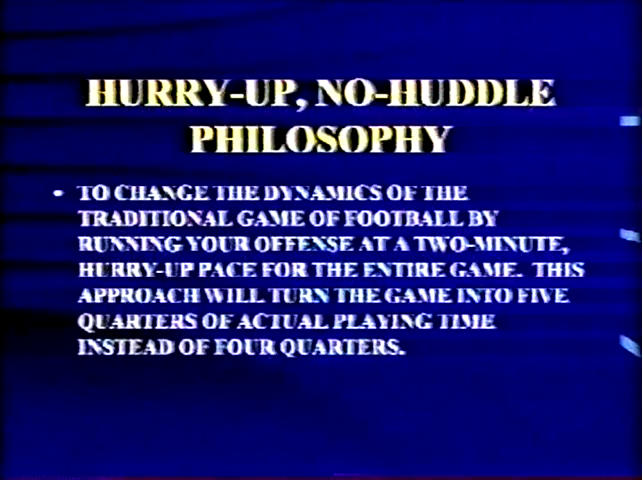 HURRY-UP, NO-HUDDLE
PHILOSOPHY
• TO CHANGE THE DYNAMICS OF THE
TRADITIONAL GAME OF FOOTBALL BY
RUNNING YOUR OFFENSE AT A TWO-MINUTE,
HURRY-UP PACE FOR THE ENTIRE GAME. THIS
APPROACH WILL TURN THE GAME INTO FIVE
QUARTERS OF ACTUAL PLAYING TIME
INSTEAD OF FOUR QUARTERS.